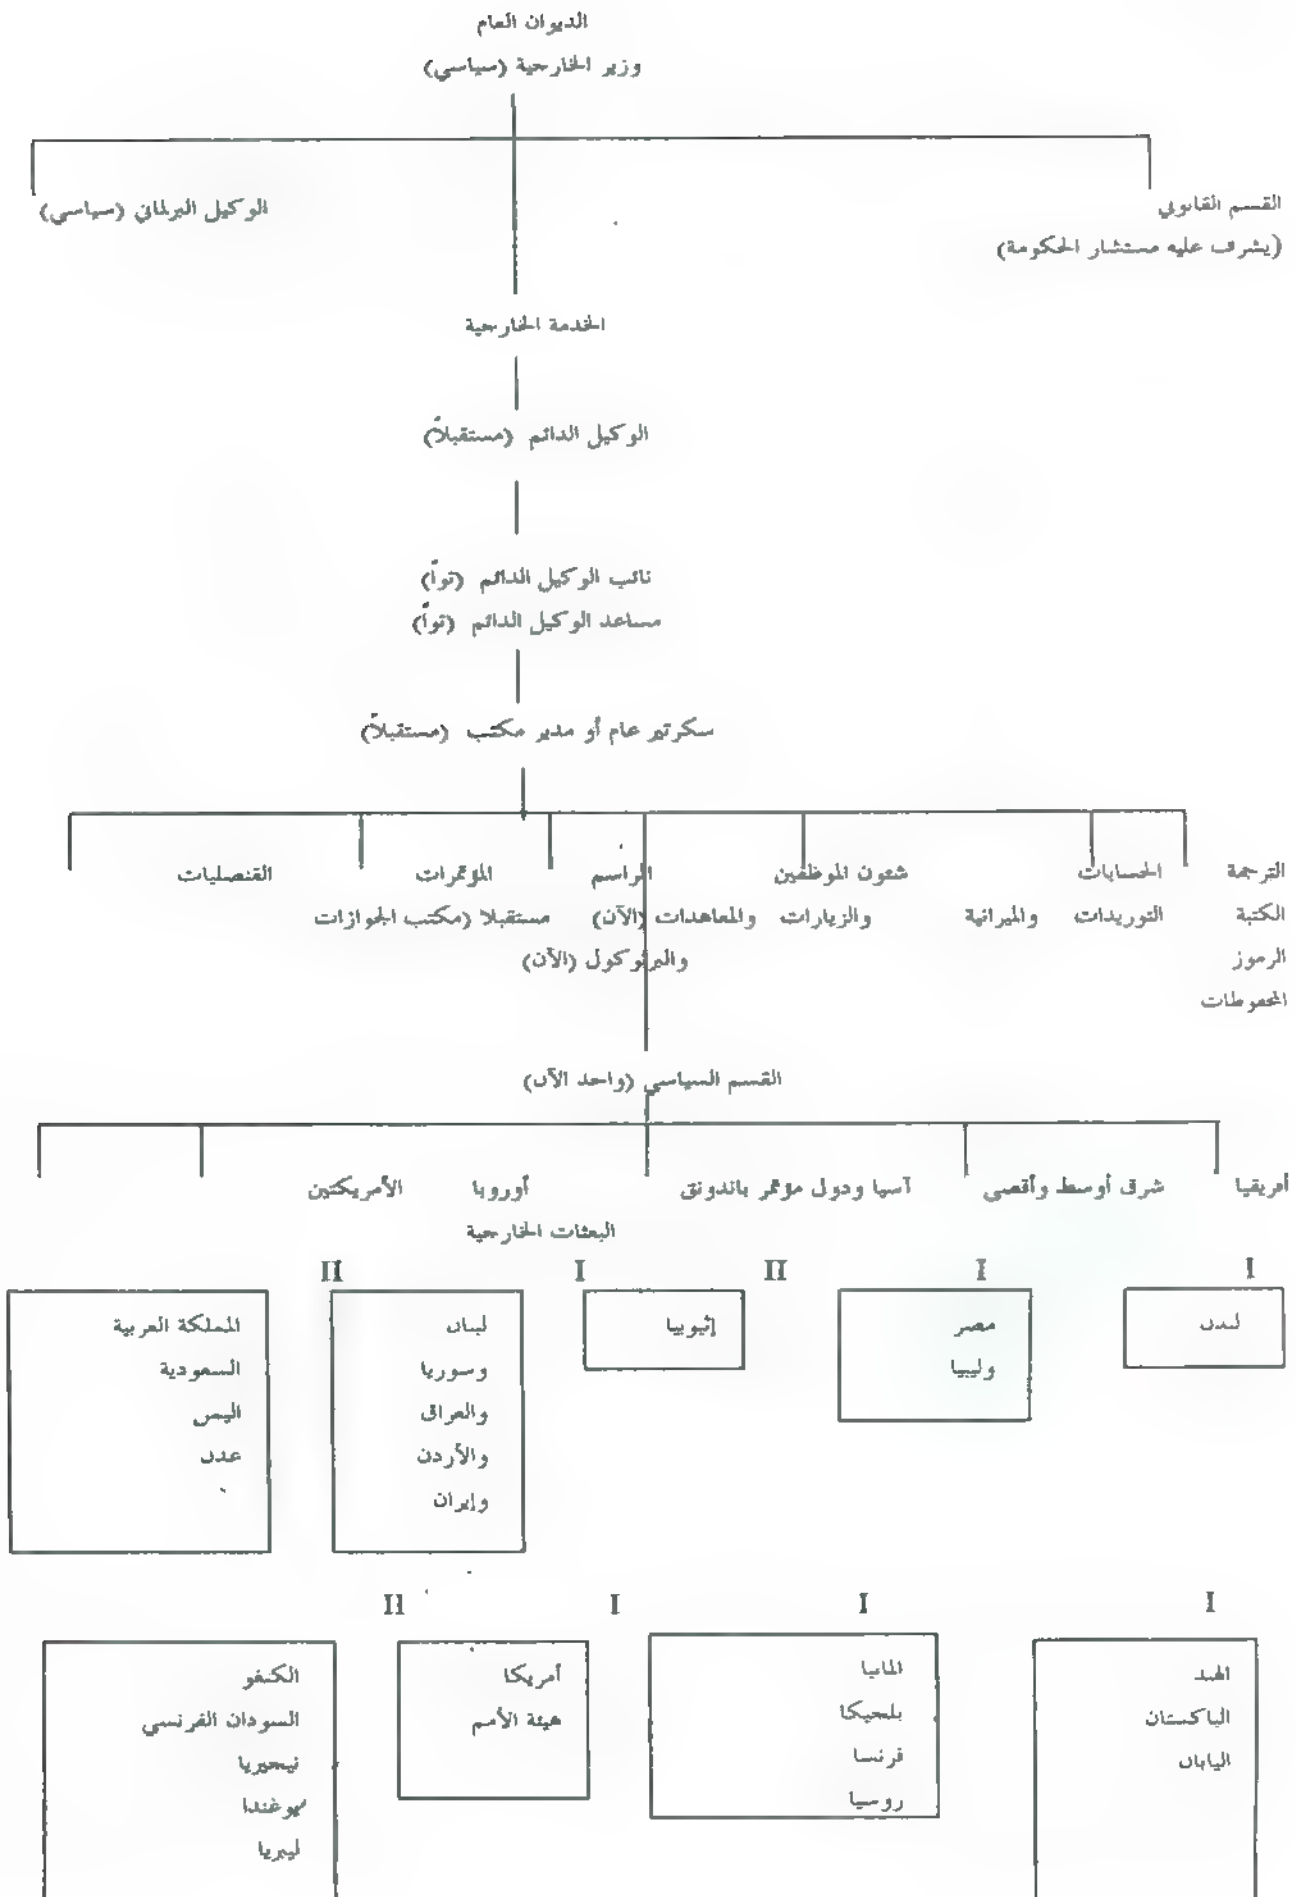 الديوان العام
وزير الخارجية (سياسي)
القسم القانوني
(يشرف عليه مستشار الحكومة)
الوكيل البرلماني (سياسي)
الخدمة الخارجية
الوكيل الدائم (مستقبلاً)
نائب الوكيل الدائم (تواً)
مساعد الوكيل الدائم (تواً)
سكرتير عام أو مدير مكتب (مستقبلاً)
الترجمة الحسابات شئون الموظفين المراسم المؤتمرات القنصليات
الكتبة التوريدات والميزانية والزيارات والمعاهدات (الآن) مستقبلا (مكتب الجوازات
الرموز والبرتوكول (الآن)
المحفوظات
القسم السياسي (واحد الآن)
أفريقيا شرق أوسط وأقصى آسيا ودول مؤتمر باندونق أوروبا الأمريكتين
البعثات الخارجية
I I II I II
لندن
مصر
وليبيا
إثيوبيا
لبنان
وسوريا
والعراق
والأردن
وإيران
المملكة العربية
السعودية
اليمن
عدن
I I I II
الهند
الباكستان
اليابان
المانيا
بلجيكا
فرنسا
روسيا
أمريكا
هيئة الأمم
الكنغو
السودان الفرنسي
نيجيريا
يوغندا
ليبريا